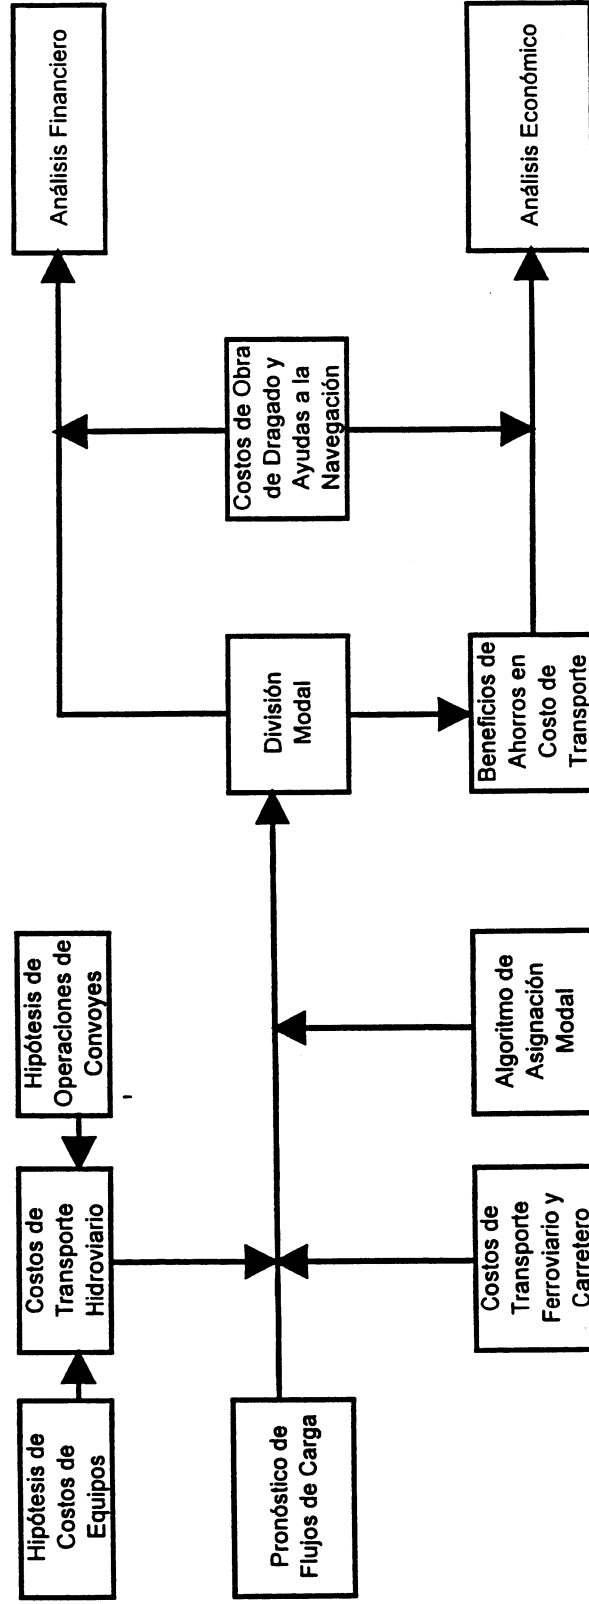 Hipótesis de
Costos de
Equipos
Costos de
Transporte
Hidroviario
Hipótesis de
Operaciones de
Convoyes
Análisis Financiero
Pronóstico de
Flujos de Carga
División
Modal
Costos de Obra
de Dragado y
Ayudas a la
Navegación
Costos de
Transporte
Ferroviario y
Carretero
Algoritmo de
Asignación
Modal
Beneficios de
Ahorros en
Costo de
Transporte
Análisis Económico